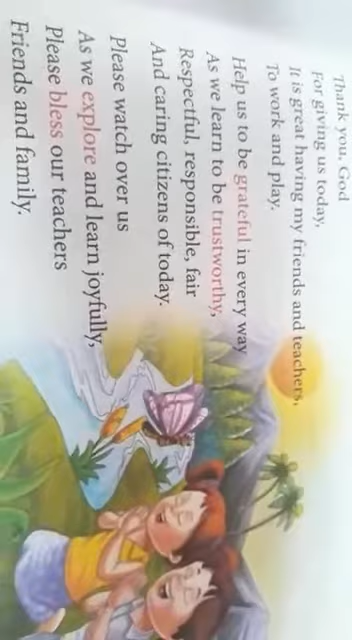 Thank you, God
For giving us today,
It is great having my friends and teachers,
To work and play.
Help us to be grateful in every way
As we learn to be trustworthy,
Respectful, responsible, fair
And caring citizens of today.
Please watch over us
As we explore and learn joyfully,
Please bless our teachers
Friends and family.